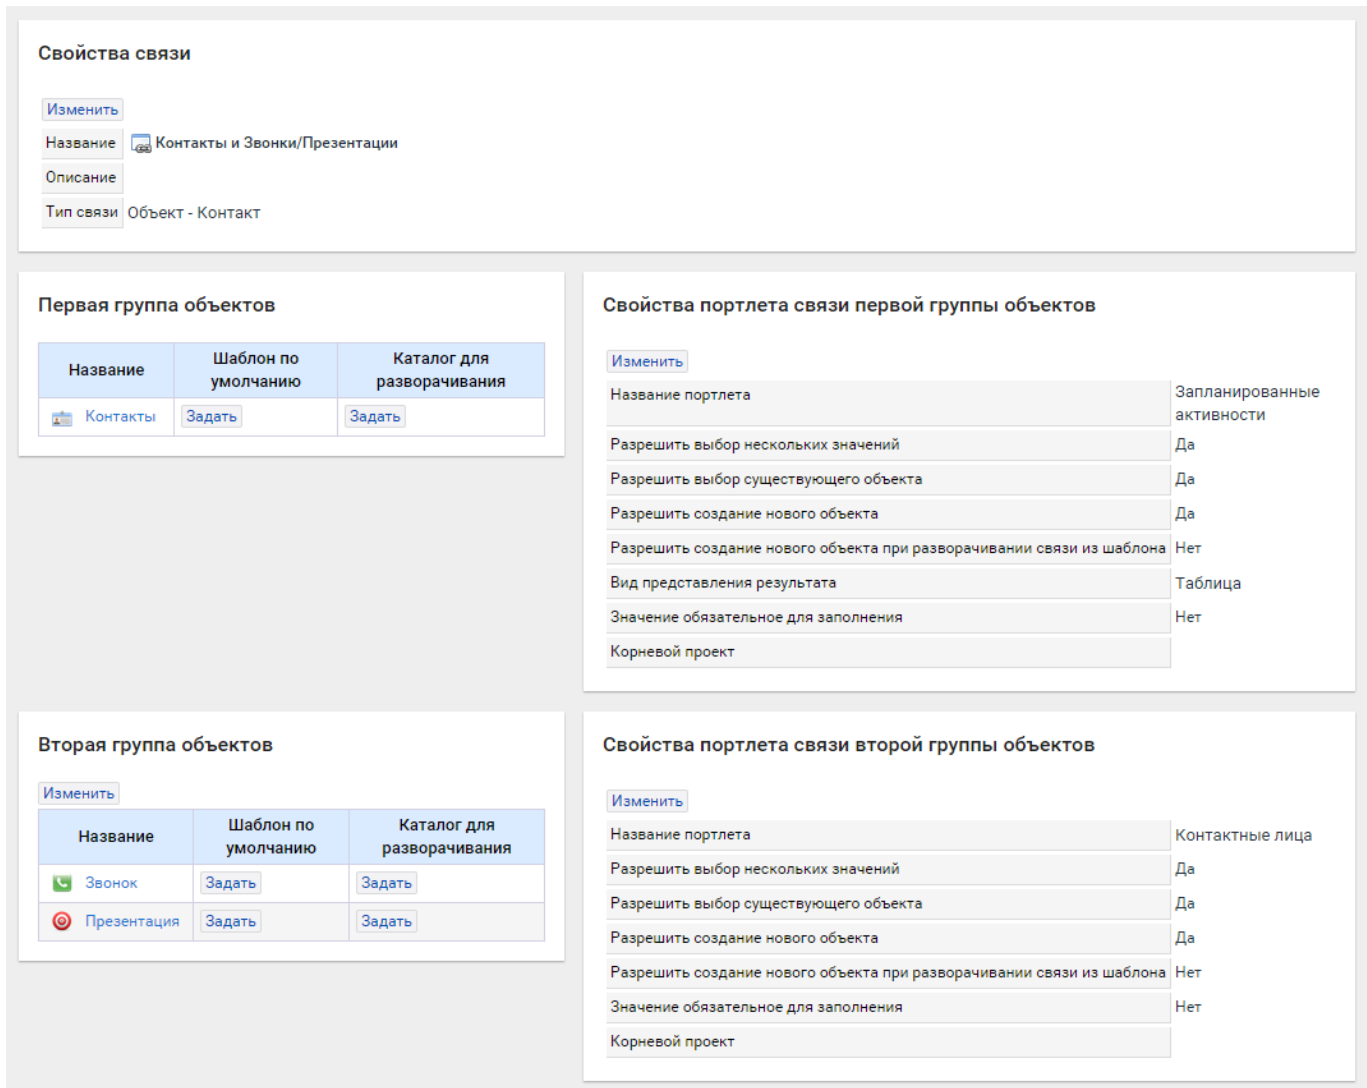 Свойства связи
Изменить
Название Контакты и Звонки/Презентации
Описание
Тип связи Объект - Контакт
Первая группа объектов
Название Шаблон по умолчанию Каталог для разворачивания
Контакты Задать Задать
Свойства портлета связи первой группы объектов
Изменить
Название портлета Запланированные активности
Разрешить выбор нескольких значений Да
Разрешить выбор существующего объекта Да
Разрешить создание нового объекта Да
Разрешить создание нового объекта при разворачивании связи из шаблона Нет
Вид представления результата Таблица
Значение обязательное для заполнения Нет
Корневой проект
Вторая группа объектов
Изменить
Название Шаблон по умолчанию Каталог для разворачивания
Звонок Задать Задать
Презентация Задать Задать
Свойства портлета связи второй группы объектов
Изменить
Название портлета Контактные лица
Разрешить выбор нескольких значений Да
Разрешить выбор существующего объекта Да
Разрешить создание нового объекта Да
Разрешить создание нового объекта при разворачивании связи из шаблона Нет
Значение обязательное для заполнения Нет
Корневой проект